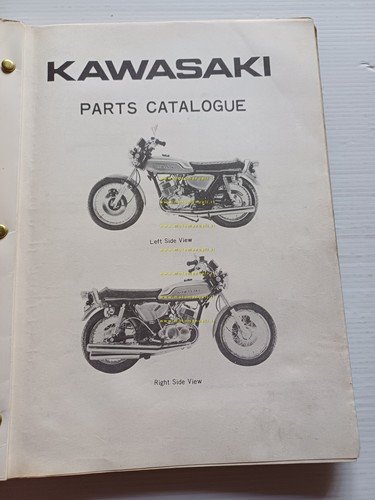 KAWASAKI
PARTS CATALOGUE
Left Side View
Right Side View